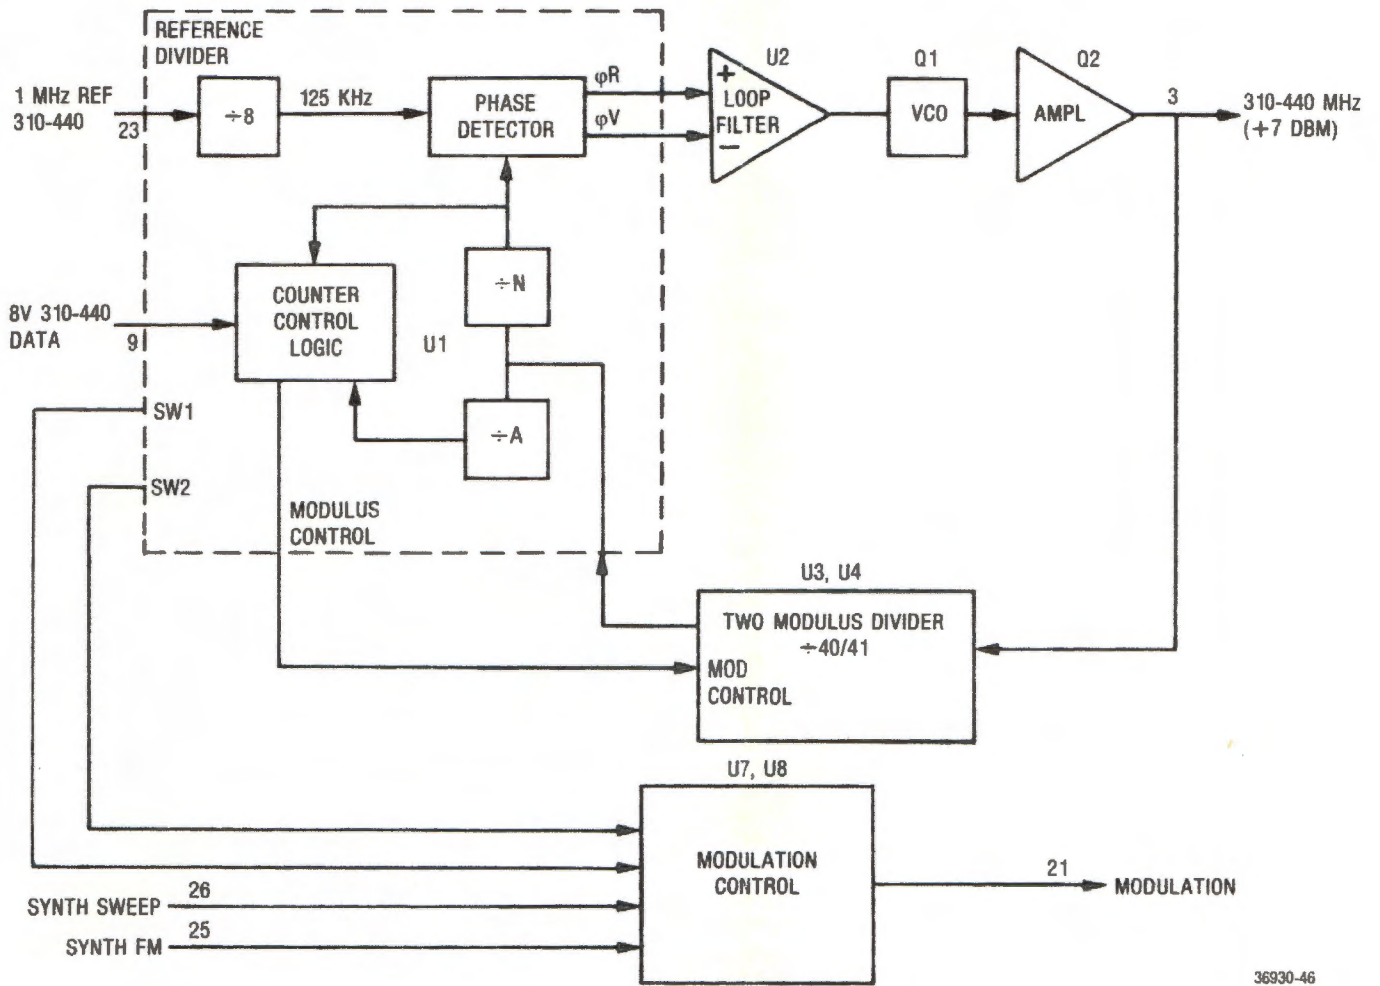 REFERENCE
DIVIDER
1 MHz REF
310-440
23
÷8
125 KHz
PHASE
DETECTOR
φR
φV
U2
+
LOOP
FILTER
−
Q1
VCO
Q2
AMPL
3
310-440 MHz
(+7 DBM)
8V 310-440
DATA
9
COUNTER
CONTROL
LOGIC
U1
÷N
÷A
SW1
SW2
MODULUS
CONTROL
U3, U4
TWO MODULUS DIVIDER
÷40/41
MOD
CONTROL
U7, U8
MODULATION
CONTROL
21
MODULATION
SYNTH SWEEP
26
SYNTH FM
25
36930-46